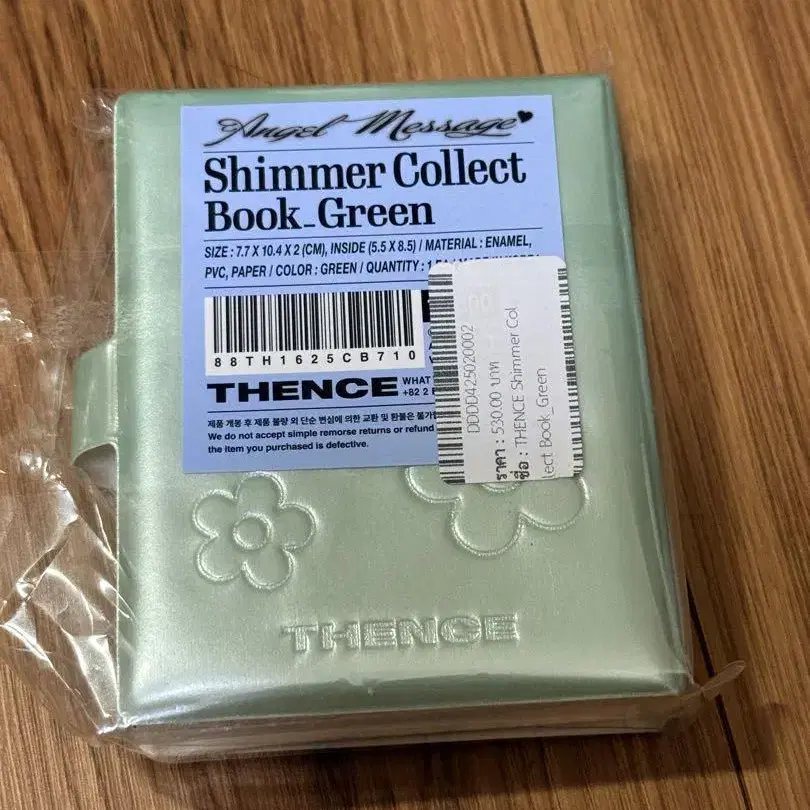 Angel Message
Shimmer Collect
Book_Green
SIZE : 7.7 X 10.4 X 2 (CM), INSIDE (5.5 X 8.5) / MATERIAL : ENAMEL,
PVC, PAPER / COLOR : GREEN / QUANTITY :
88TH1625CB710
THENCE WHAT
+82 2
제품 개봉 후 제품 불량 외 단순 변심에 의한 교환 및 환불은
We do not accept simple remorse returns or refund
the item you purchased is defective.
DDDD425020002
ราคา : 530.00 บาท
ชื่อ : THENCE Shimmer Col
lect Book_Green
THENCE